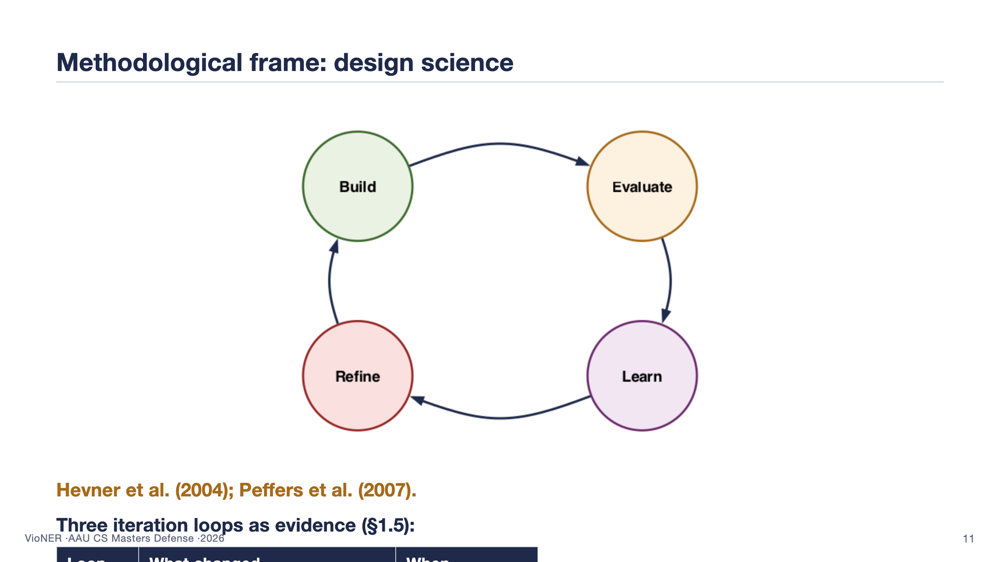 Methodological frame: design science
Build
Evaluate
Refine
Learn
Hevner et al. (2004); Peffers et al. (2007).
Three iteration loops as evidence (§1.5):
VioNER ·AAU CS Masters Defense ·2026
11
Loop
What changed
When